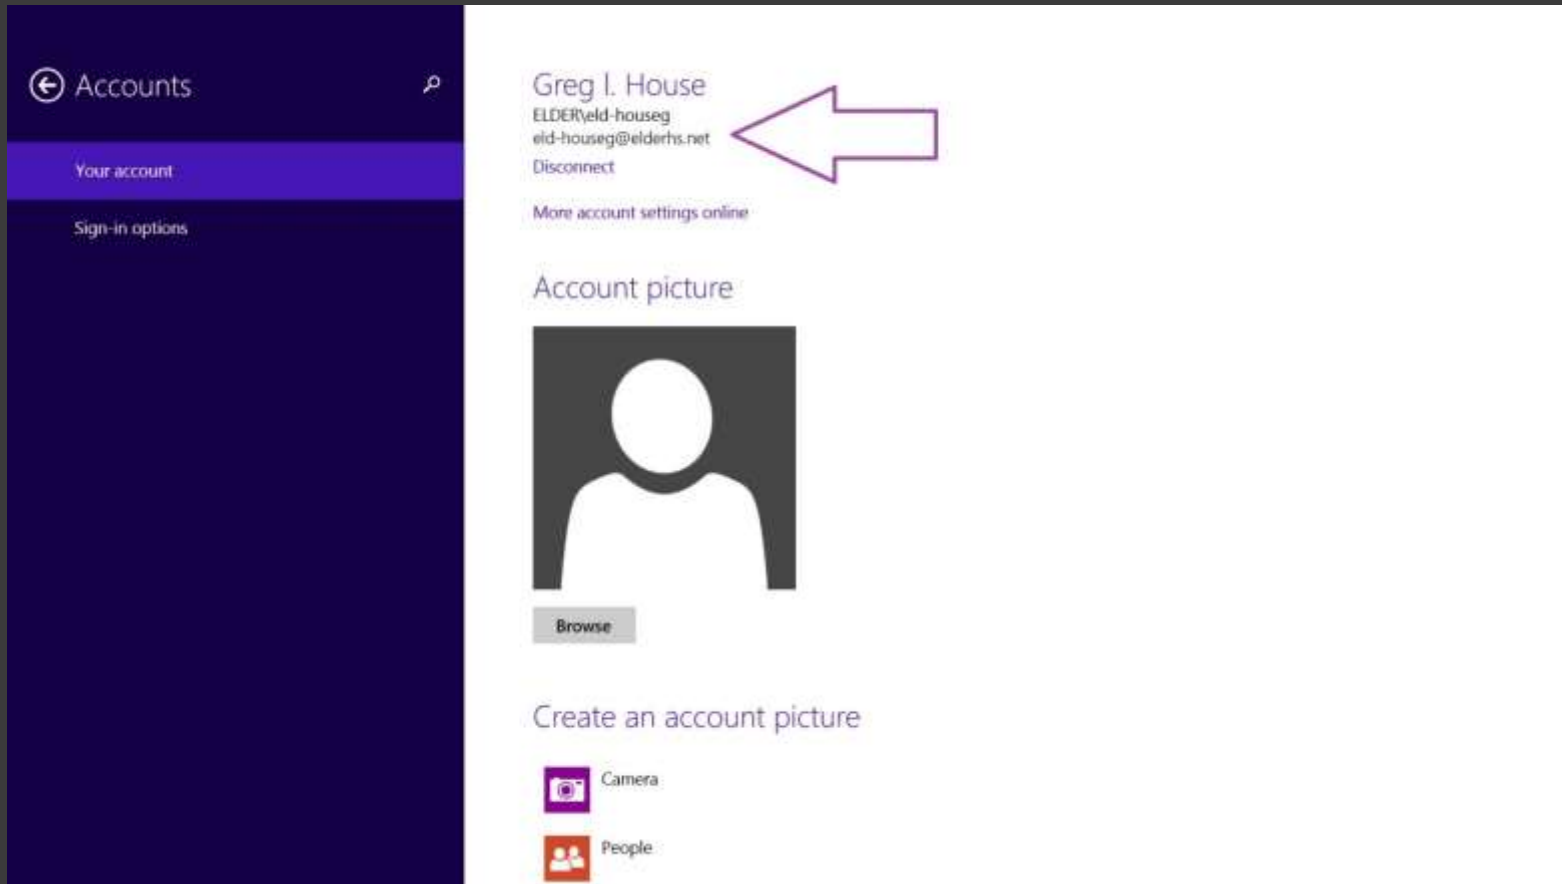 Accounts
Your account
Sign-in options
Greg l. House
ELDER\eld-houseg
eld-houseg@elderhs.net
Disconnect
More account settings online
Account picture
Browse
Create an account picture
Camera
People